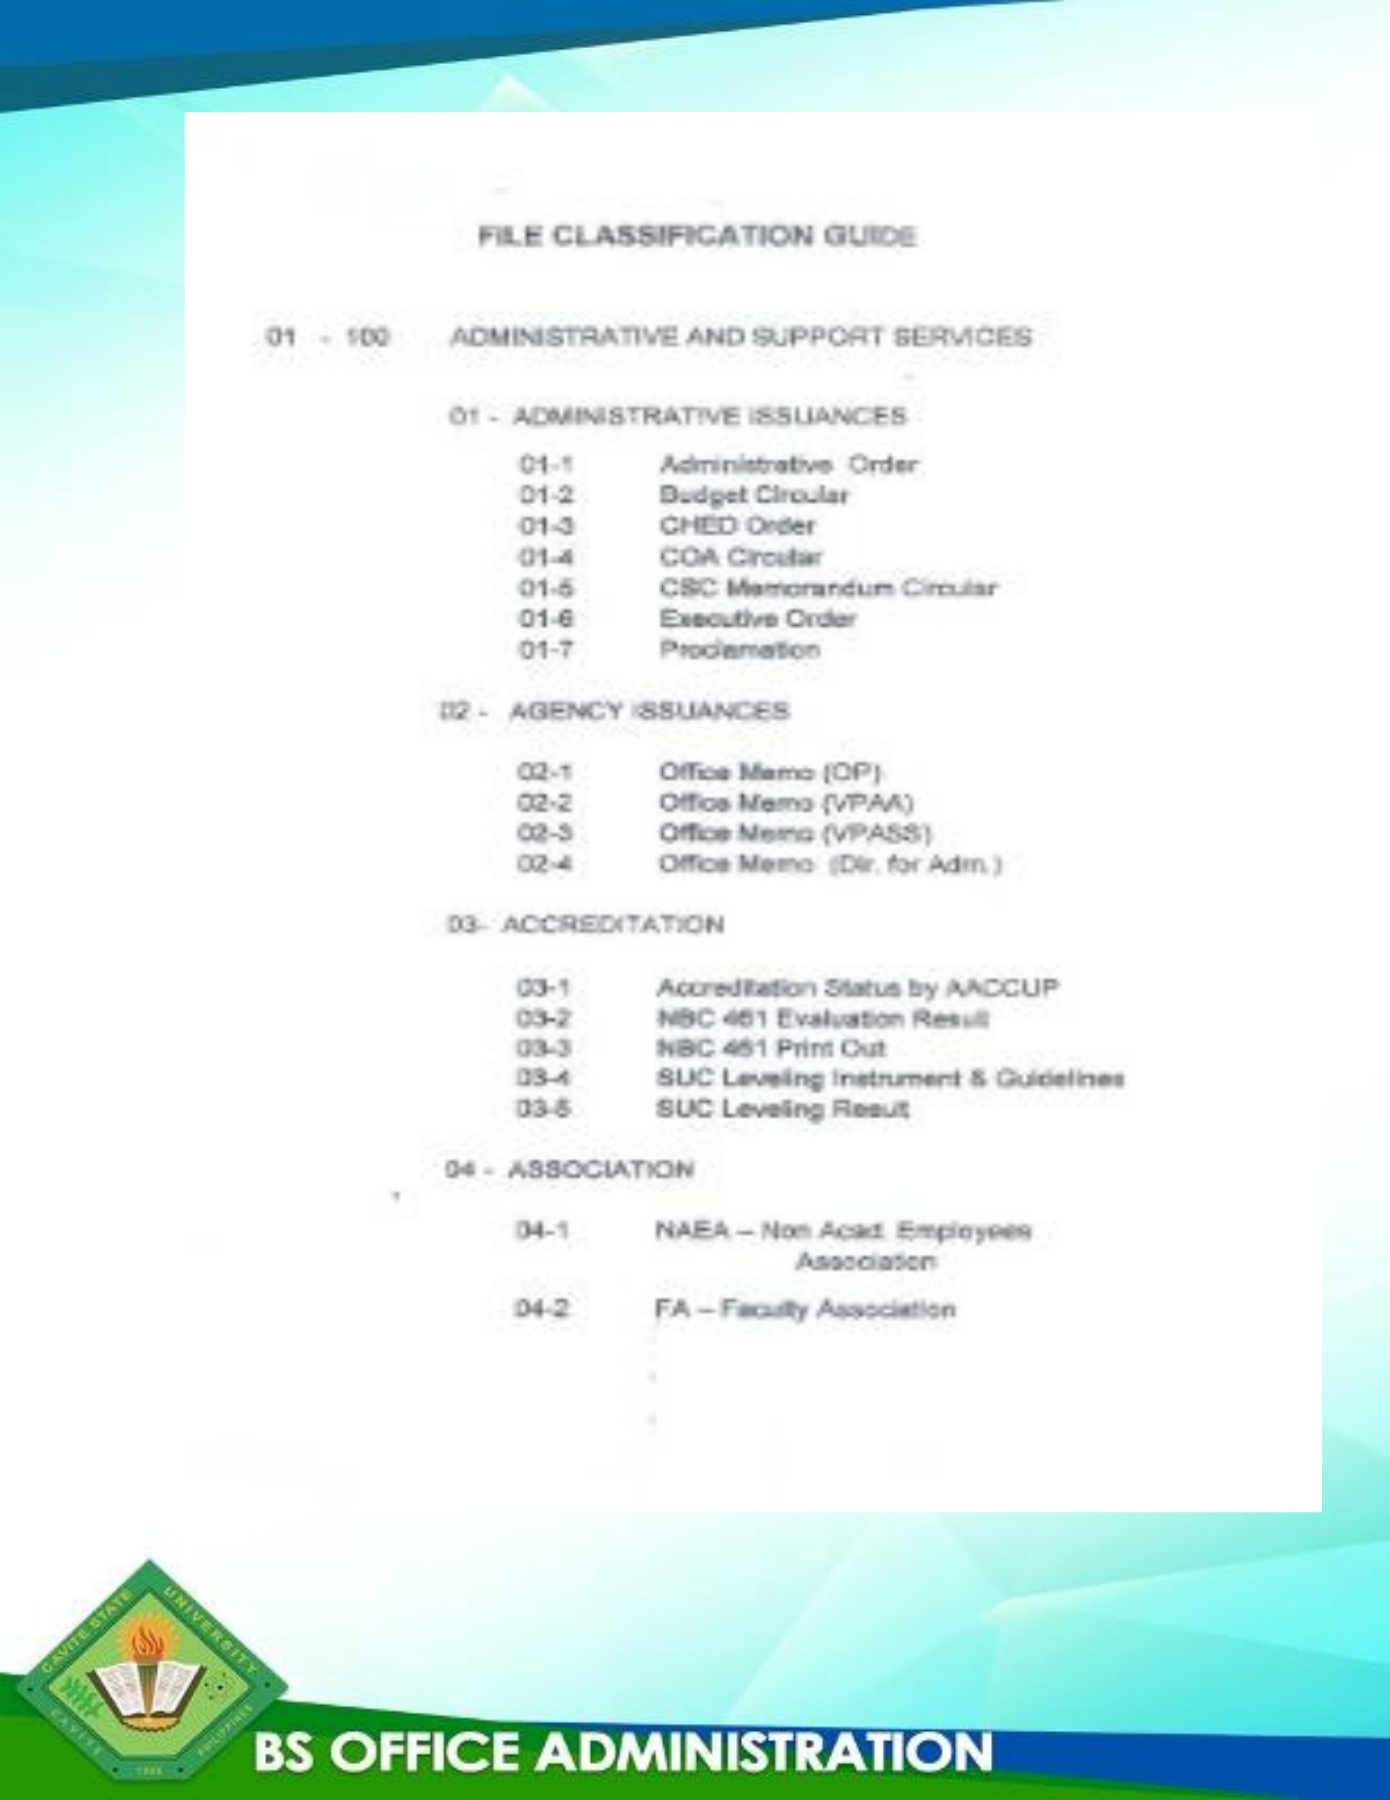 FILE CLASSIFICATION GUIDE
01 - 100 ADMINISTRATIVE AND SUPPORT SERVICES
01 - ADMINISTRATIVE ISSUANCES
01-1 Administrative Order
01-2 Budget Circular
01-3 CHED Order
01-4 COA Circular
01-5 CSC Memorandum Circular
01-6 Executive Order
01-7 Proclamation
02 - AGENCY ISSUANCES
02-1 Office Memo (OP)
02-2 Office Memo (VPAA)
02-3 Office Memo (VPASS)
02-4 Office Memo (Dir. for Adm.)
03- ACCREDITATION
03-1 Accreditation Status by AACCUP
03-2 NBC 461 Evaluation Result
03-3 NBC 461 Print Out
03-4 SUC Leveling Instrument & Guidelines
03-5 SUC Leveling Result
04 - ASSOCIATION
04-1 NAEA – Non Acad. Employees
Association
04-2 FA – Faculty Association
CAVITE STATE UNIVERSITY
CAVITE PHILIPPINES
BS OFFICE ADMINISTRATION